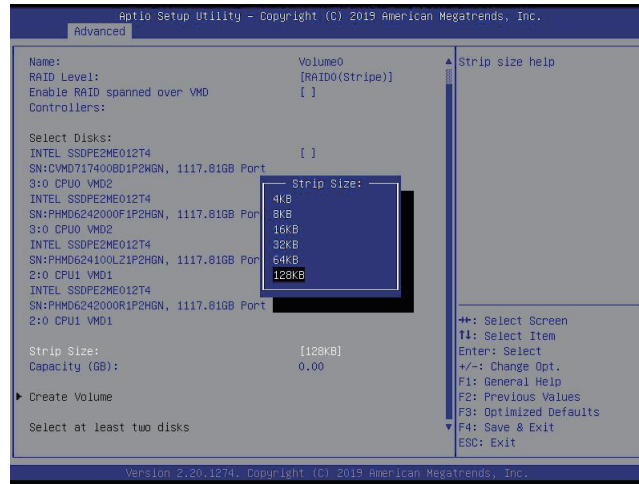 Aptio Setup Utility – Copyright (C) 2019 American Megatrends, Inc.
Advanced
Name: Volume0
RAID Level: [RAID0(Stripe)]
Enable RAID spanned over VMD [ ]
Controllers:
Select Disks:
INTEL SSDPE2ME012T4 [ ]
SN:CVMD717400BD1P2WGN, 1117.81GB Port
3:0 CPU0 VMD2
INTEL SSDPE2ME012T4
SN:PHMD6242000F1P2HGN, 1117.81GB Por
3:0 CPU0 VMD2
INTEL SSDPE2ME012T4
SN:PHMD624100LZ1P2HGN, 1117.81GB Por
2:0 CPU1 VMD1
INTEL SSDPE2ME012T4
SN:PHMD6242000R1P2HGN, 1117.81GB Port
2:0 CPU1 VMD1
Strip Size: [128KB]
Capacity (GB): 0.00
Create Volume
Select at least two disks
Strip Size:
4KB
8KB
16KB
32KB
64KB
128KB
Strip size help
→←: Select Screen
↑↓: Select Item
Enter: Select
+/-: Change Opt.
F1: General Help
F2: Previous Values
F3: Optimized Defaults
F4: Save & Exit
ESC: Exit
Version 2.20.1274. Copyright (C) 2019 American Megatrends, Inc.